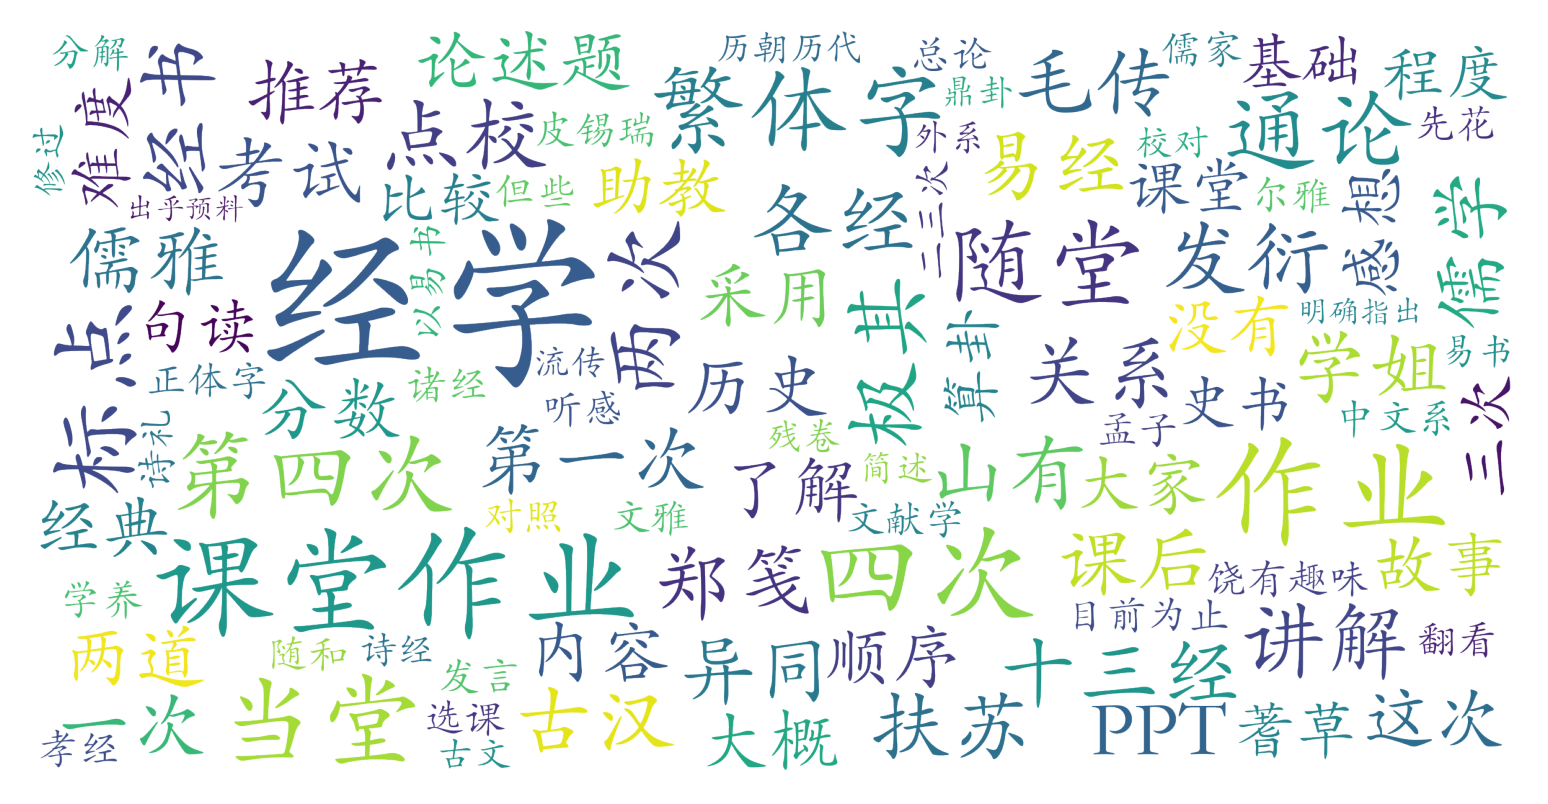 分解
经书
推荐
论述题
历朝历代
总论
毛传
儒家
基础
程度
难度
繁体字
鼎卦
修过
点校
皮锡瑞
外系
易经
校对
通论
先花
考试
比较
但些
助教
各经
二三次
课堂
尔雅
感想
儒学
出乎预料
儒雅
经学
以易书
两次
采用
极其
随堂
发衍
没有
明确指出
标点
句读
流传
历史
算卦
关系
学姐
易书
正体字
分数
诸经
听感
史书
三次
诗礼
第四次
第一次
残卷
孟子
中文系
了解
简述
山有
大家
作业
经典
对照
文雅
文献学
课堂作业
郑笺
四次
课后
饶有趣味
故事
学养
目前为止
两道
随和
诗经
内容
异同
顺序
十三经
讲解
翻看
发言
一次
当堂
选课
古汉
大概
扶苏
PPT
蓍草
这次
孝经
古文